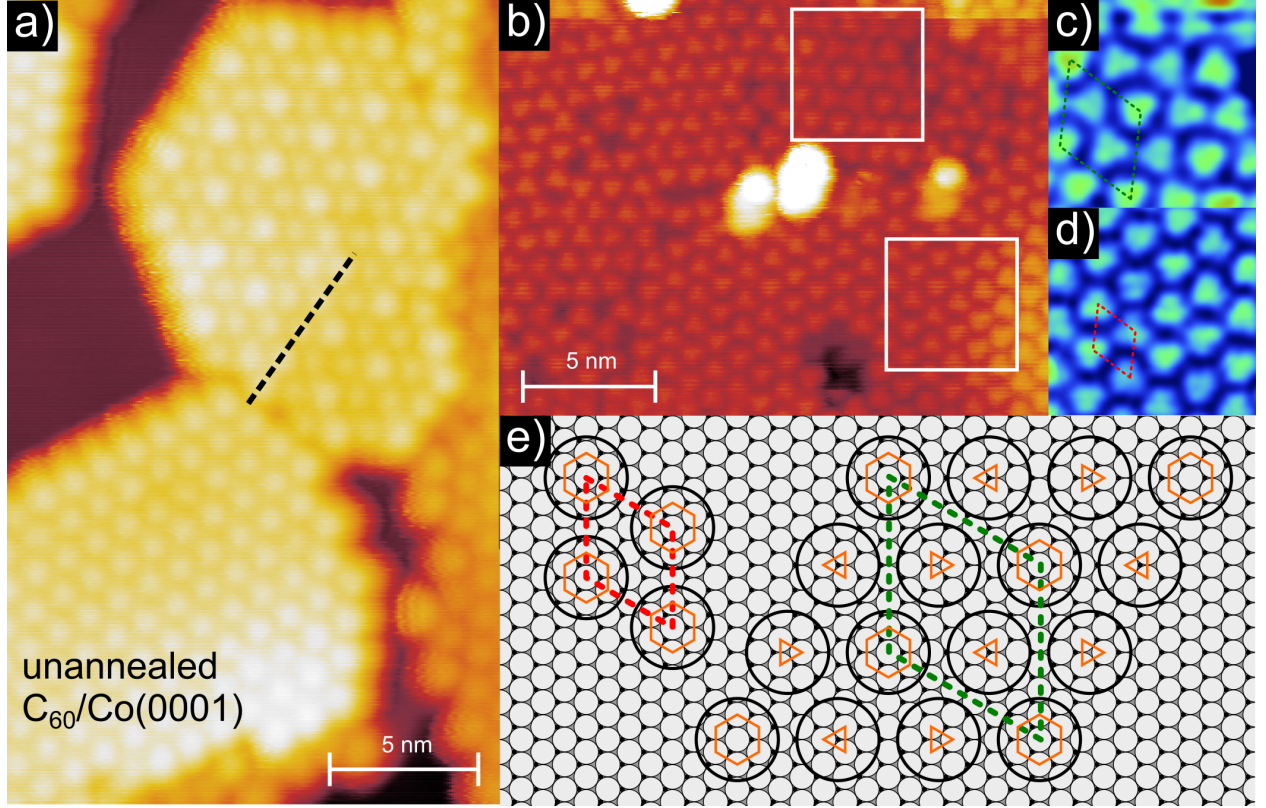 a)
unannealed
C₆₀/Co(0001)
5 nm
b)
5 nm
c)
d)
e)